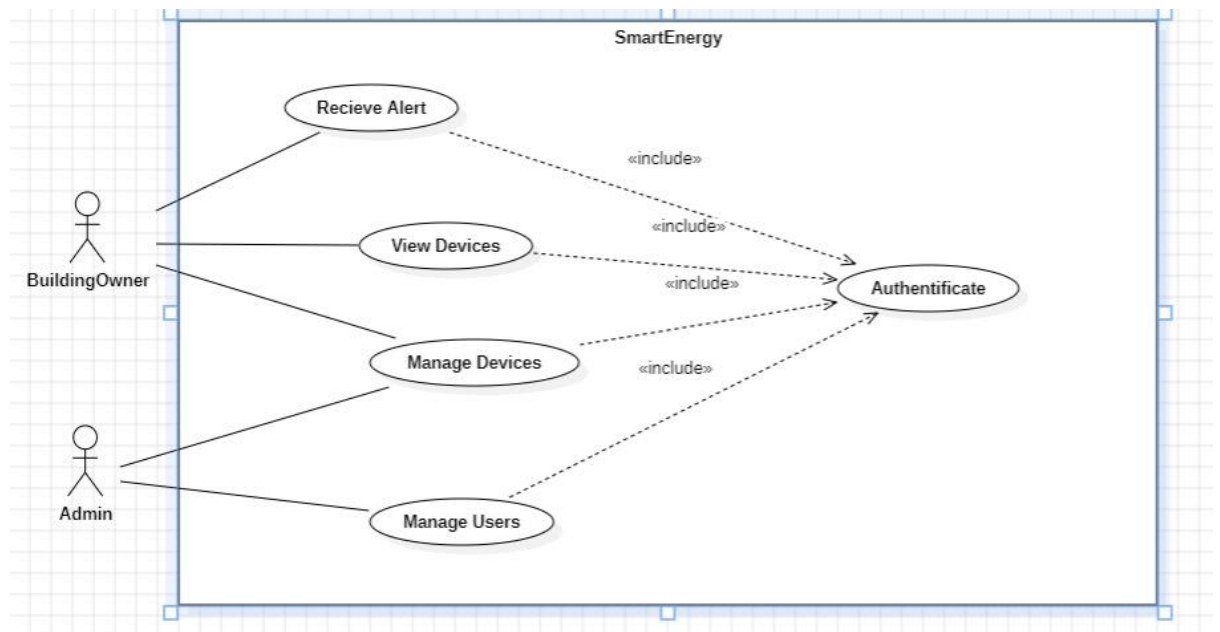 SmartEnergy
Recieve Alert
«include»
«include»
View Devices
BuildingOwner
«include»
Authentificate
Manage Devices
«include»
Admin
Manage Users